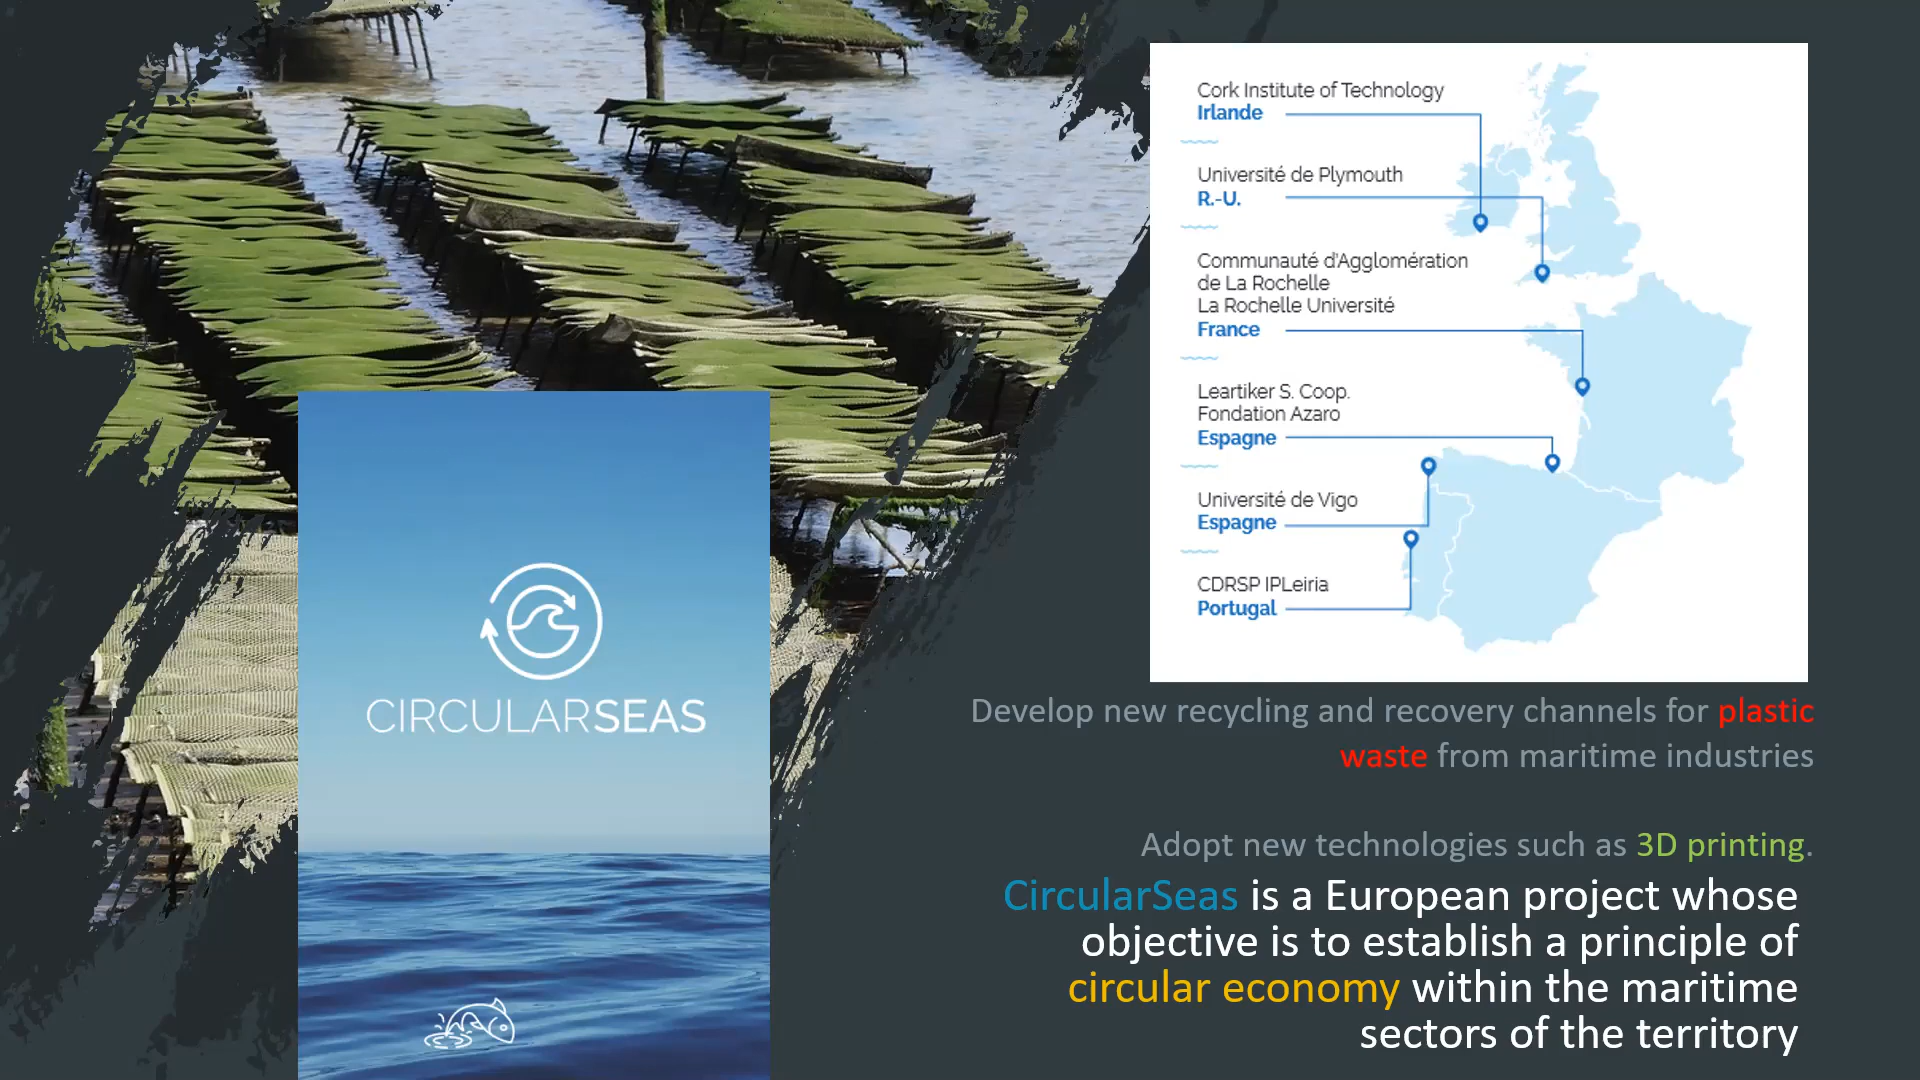 Cork Institute of Technology
Irlande
Université de Plymouth
R.-U.
Communauté d'Agglomération
de La Rochelle
La Rochelle Université
France
Leartiker S. Coop.
Fondation Azaro
Espagne
Université de Vigo
Espagne
CDRSP IPLeiria
Portugal
CIRCULARSEAS
Develop new recycling and recovery channels for plastic
waste from maritime industries
Adopt new technologies such as 3D printing.
CircularSeas is a European project whose
objective is to establish a principle of
circular economy within the maritime
sectors of the territory